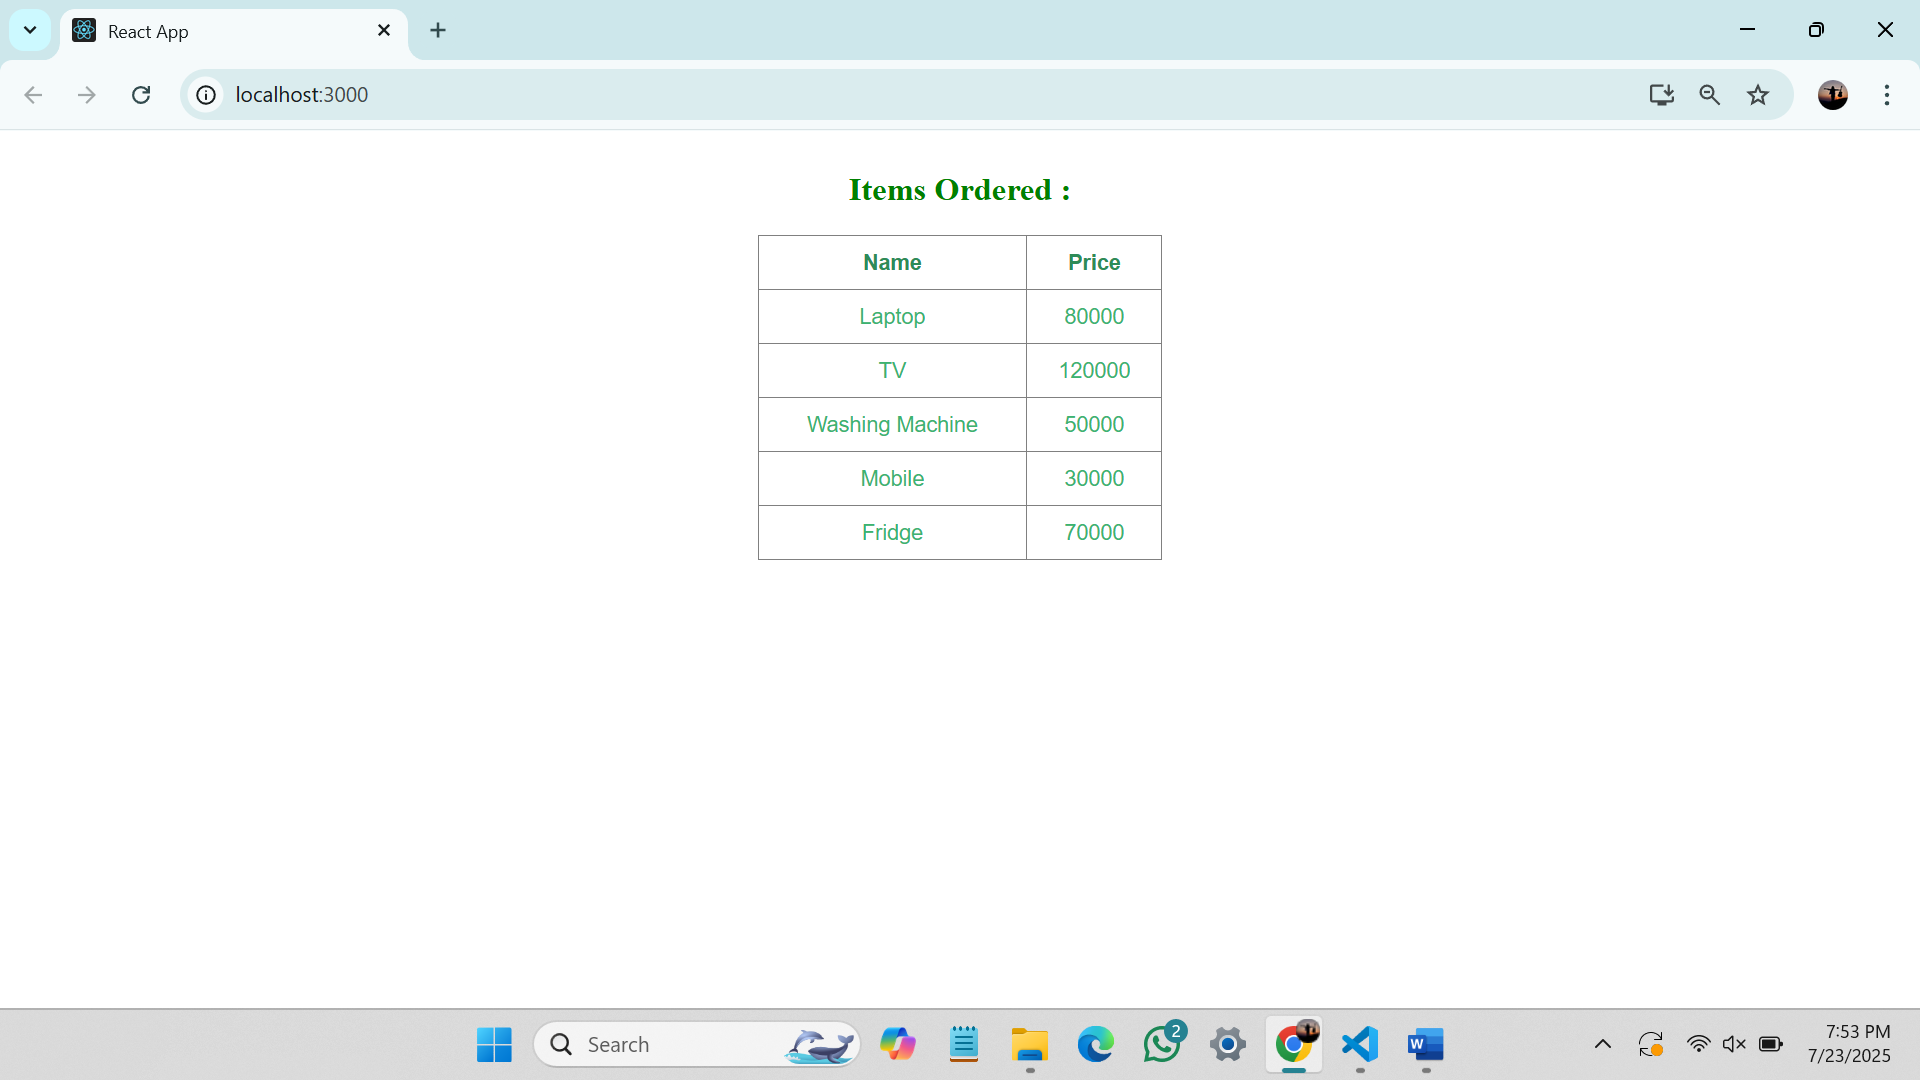 React App
localhost:3000
Items Ordered :
Name Price
Laptop 80000
TV 120000
Washing Machine 50000
Mobile 30000
Fridge 70000
Search
2
W
7:53 PM
7/23/2025